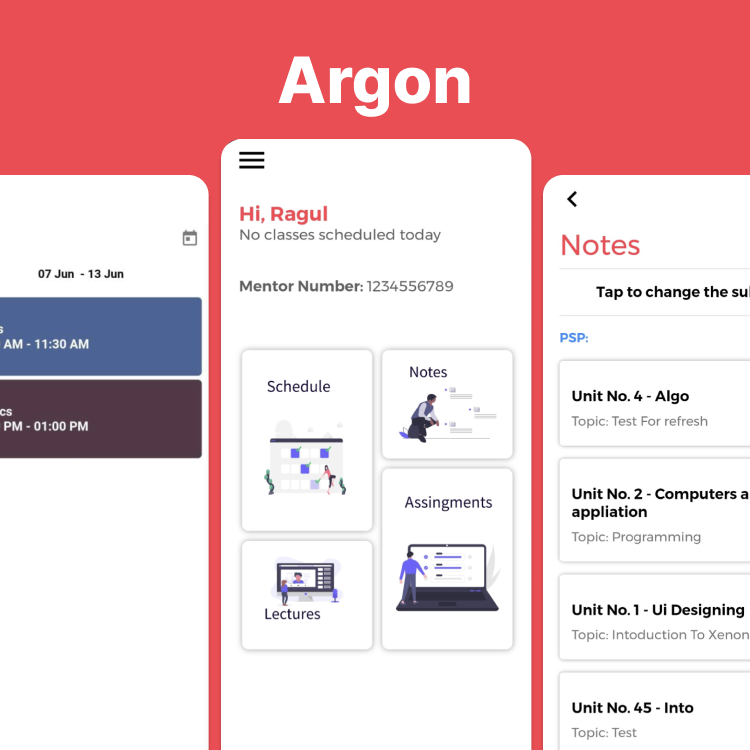 Argon
07 Jun - 13 Jun
s
AM - 11:30 AM
cs
PM - 01:00 PM
Hi, Ragul
No classes scheduled today
Mentor Number: 1234556789
Schedule
Notes
Assingments
Lectures
Notes
Tap to change the su
PSP:
Unit No. 4 - Algo
Topic: Test For refresh
Unit No. 2 - Computers a
appliation
Topic: Programming
Unit No. 1 - Ui Designing
Topic: Intoduction To Xenon
Unit No. 45 - Into
Topic: Test